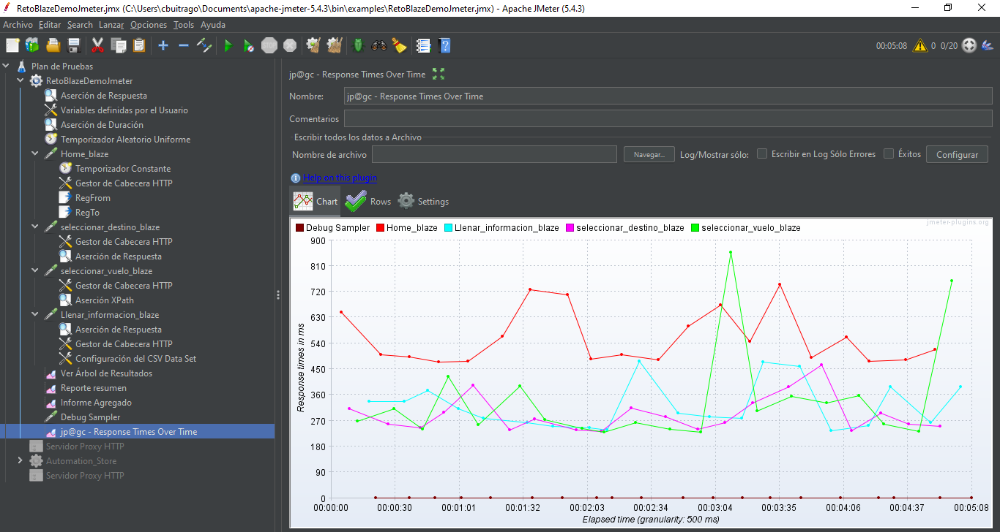 RetoBlazeDemoJmeter.jmx (C:\Users\cbuitrago\Documents\apache-jmeter-5.4.3\bin\examples\RetoBlazeDemoJmeter.jmx) - Apache JMeter (5.4.3)
Archivo Editar Search Lanzar Opciones Tools Ayuda
STOP
00:05:08 0 0/20
Plan de Pruebas
RetoBlazeDemoJmeter
Aserción de Respuesta
Variables definidas por el Usuario
Aserción de Duración
Temporizador Aleatorio Uniforme
Home_blaze
Temporizador Constante
Gestor de Cabecera HTTP
RegFrom
RegTo
seleccionar_destino_blaze
Gestor de Cabecera HTTP
Aserción de Respuesta
seleccionar_vuelo_blaze
Gestor de Cabecera HTTP
Aserción XPath
Llenar_informacion_blaze
Aserción de Respuesta
Gestor de Cabecera HTTP
Configuración del CSV Data Set
Ver Árbol de Resultados
Reporte resumen
Informe Agregado
Debug Sampler
jp@gc - Response Times Over Time
Servidor Proxy HTTP
Automation_Store
Servidor Proxy HTTP
jp@gc - Response Times Over Time
Nombre: jp@gc - Response Times Over Time
Comentarios
Escribir todos los datos a Archivo
Nombre de archivo Navegar... Log/Mostrar sólo: Escribir en Log Sólo Errores Éxitos Configurar
Help on this plugin
Chart Rows Settings
jmeter-plugins.org
Debug Sampler Home_blaze Llenar_informacion_blaze seleccionar_destino_blaze seleccionar_vuelo_blaze
900
810
720
630
540
450
360
270
180
90
0
Response times in ms
00:00:00 00:00:30 00:01:01 00:01:32 00:02:03 00:02:34 00:03:04 00:03:35 00:04:06 00:04:37 00:05:08
Elapsed time (granularity: 500 ms)